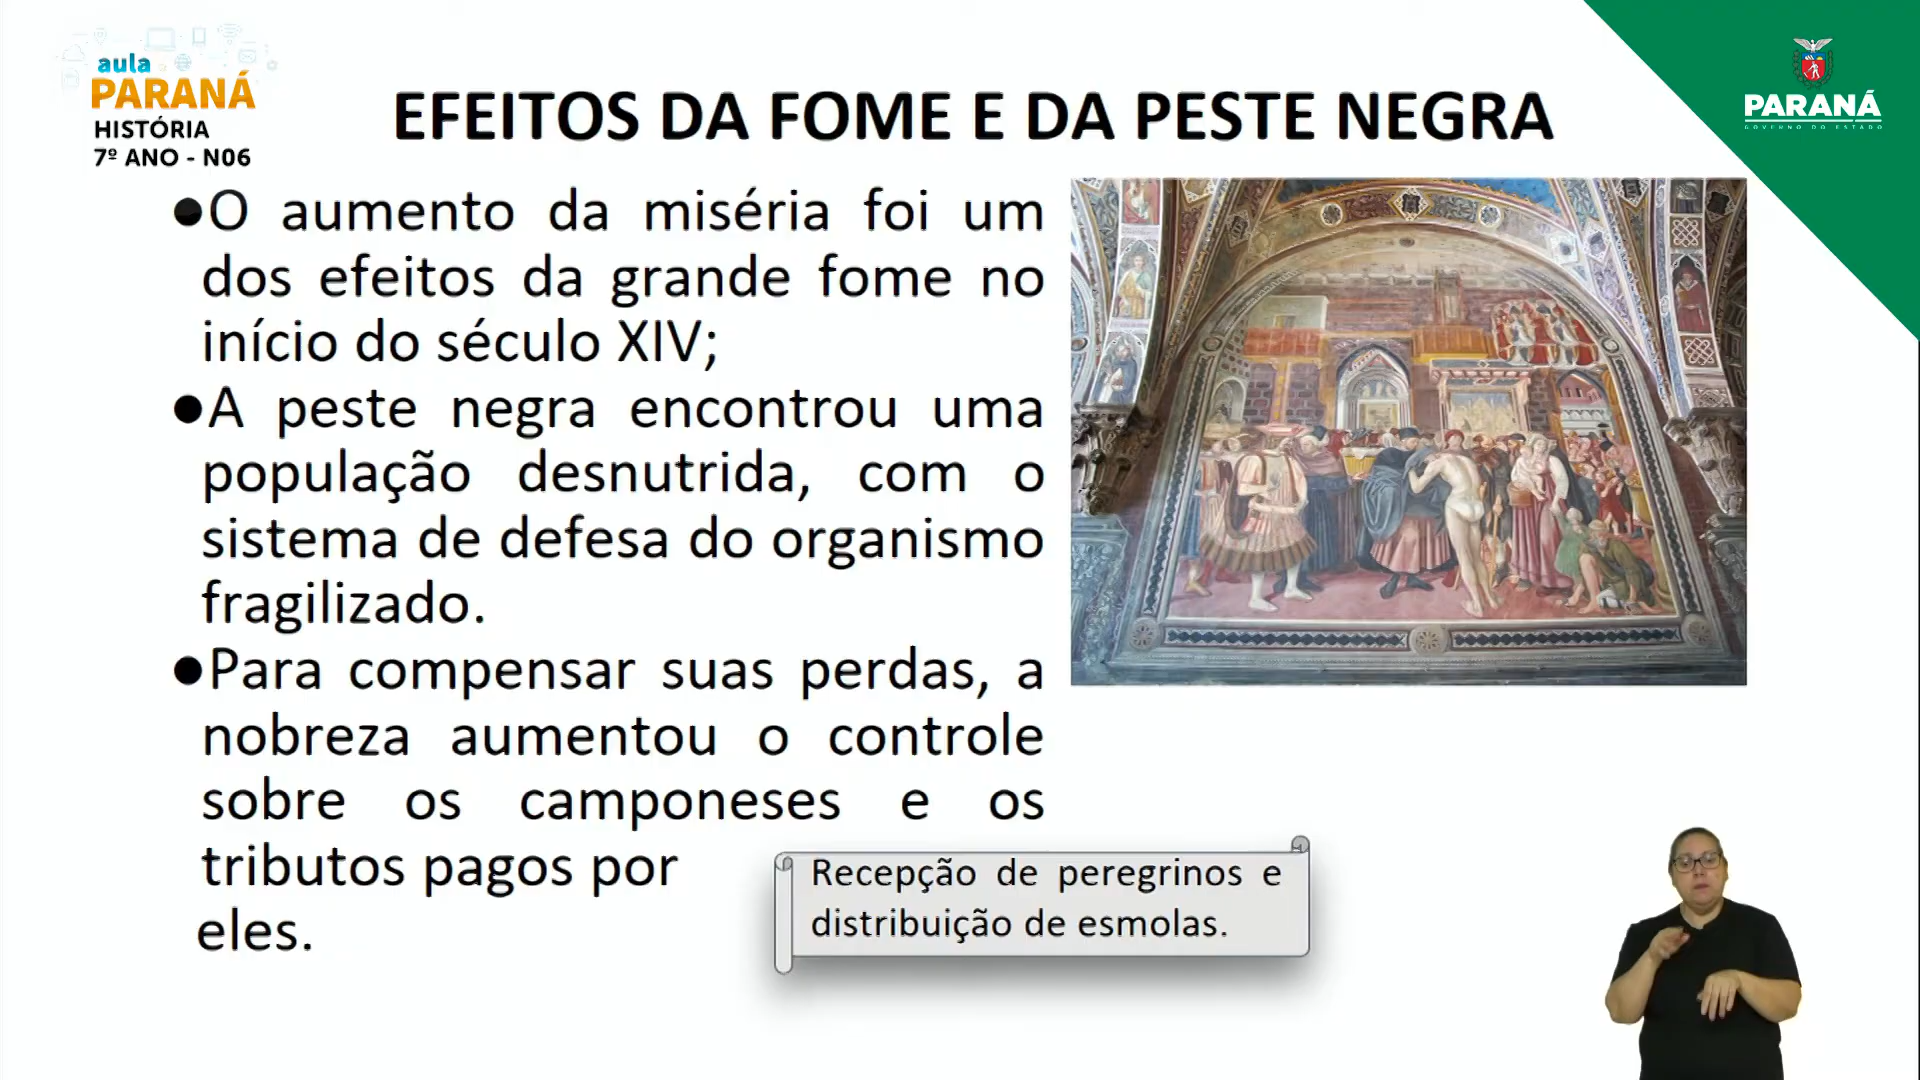 aula
PARANÁ
HISTÓRIA
7º ANO - N06
EFEITOS DA FOME E DA PESTE NEGRA
PARANÁ
GOVERNO DO ESTADO
●O aumento da miséria foi um
dos efeitos da grande fome no
início do século XIV;
●A peste negra encontrou uma
população desnutrida, com o
sistema de defesa do organismo
fragilizado.
●Para compensar suas perdas, a
nobreza aumentou o controle
sobre os camponeses e os
tributos pagos por
eles.
Recepção de peregrinos e
distribuição de esmolas.